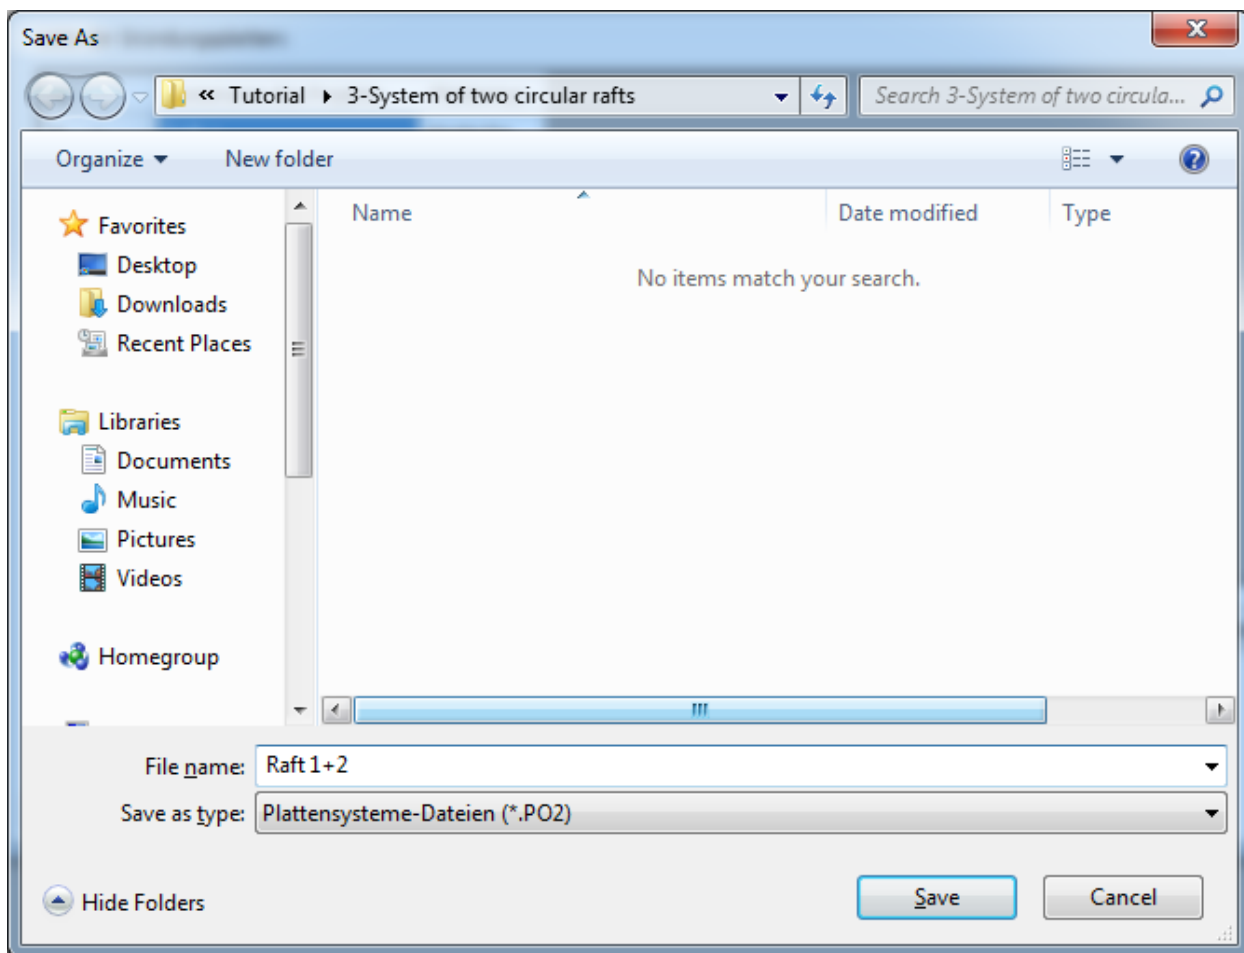 Save As
« Tutorial 3-System of two circular rafts Search 3-System of two circula...
Organize New folder
Name Date modified Type
No items match your search.
Favorites
Desktop
Downloads
Recent Places
Libraries
Documents
Music
Pictures
Videos
Homegroup
File name: Raft 1+2
Save as type: Plattensysteme-Dateien (*.PO2)
Hide Folders Save Cancel